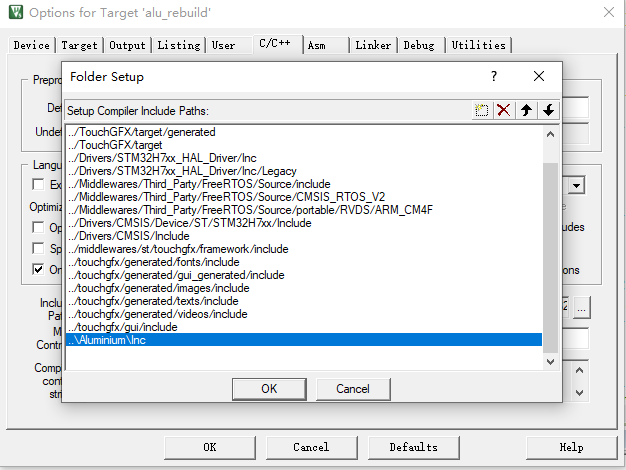 Options for Target 'alu_rebuild'
Device Target Output Listing User C/C++ Asm Linker Debug Utilities
Folder Setup
Setup Compiler Include Paths:
../TouchGFX/target/generated
../TouchGFX/target
../Drivers/STM32H7xx_HAL_Driver/Inc
../Drivers/STM32H7xx_HAL_Driver/Inc/Legacy
../Middlewares/Third_Party/FreeRTOS/Source/include
../Middlewares/Third_Party/FreeRTOS/Source/CMSIS_RTOS_V2
../Middlewares/Third_Party/FreeRTOS/Source/portable/RVDS/ARM_CM4F
../Drivers/CMSIS/Device/ST/STM32H7xx/Include
../Drivers/CMSIS/Include
../middlewares/st/touchgfx/framework/include
../touchgfx/generated/fonts/include
../touchgfx/generated/gui_generated/include
../touchgfx/generated/images/include
../touchgfx/generated/texts/include
../touchgfx/generated/videos/include
../touchgfx/gui/include
..\Aluminium\Inc
OK Cancel
Prepro
De
Unde
Langu
Ex
Optimiz
Op
Sp
On
Inclu
Pat
M
Contr
Comp
con
str
udes
ons
2 ...
OK Cancel Defaults Help